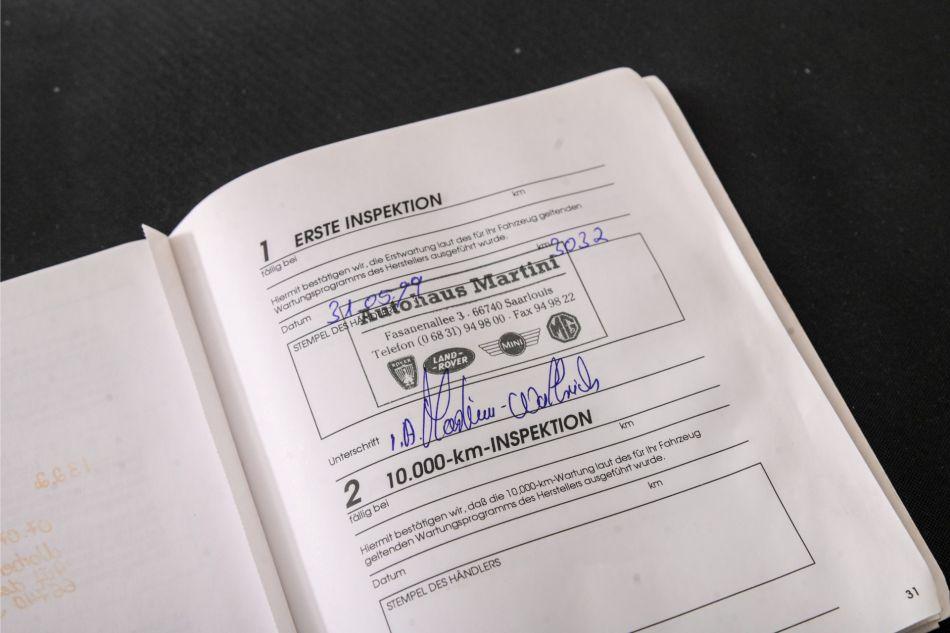 1 ERSTE INSPEKTION
fällig bei km
Hiermit bestätigen wir, die Erstwartung laut des für Ihr Fahrzeug geltenden
Wartungsprogramms des Herstellers ausgeführt wurde.
Datum 31.05.99 km 3032
STEMPEL DES HÄNDLERS
Autohaus Martini
Fasanenallee 3 · 66740 Saarlouis
Telefon (0 68 31) 94 98 00 · Fax 94 98 22
ROVER LAND-ROVER MINI MG
Unterschrift i.A.
2 10.000-km-INSPEKTION
fällig bei km
Hiermit bestätigen wir, daß die 10,000-km-Wartung laut des für Ihr Fahrzeug
geltenden Wartungsprogramms des Herstellers ausgeführt wurde.
Datum km
STEMPEL DES HÄNDLERS
31